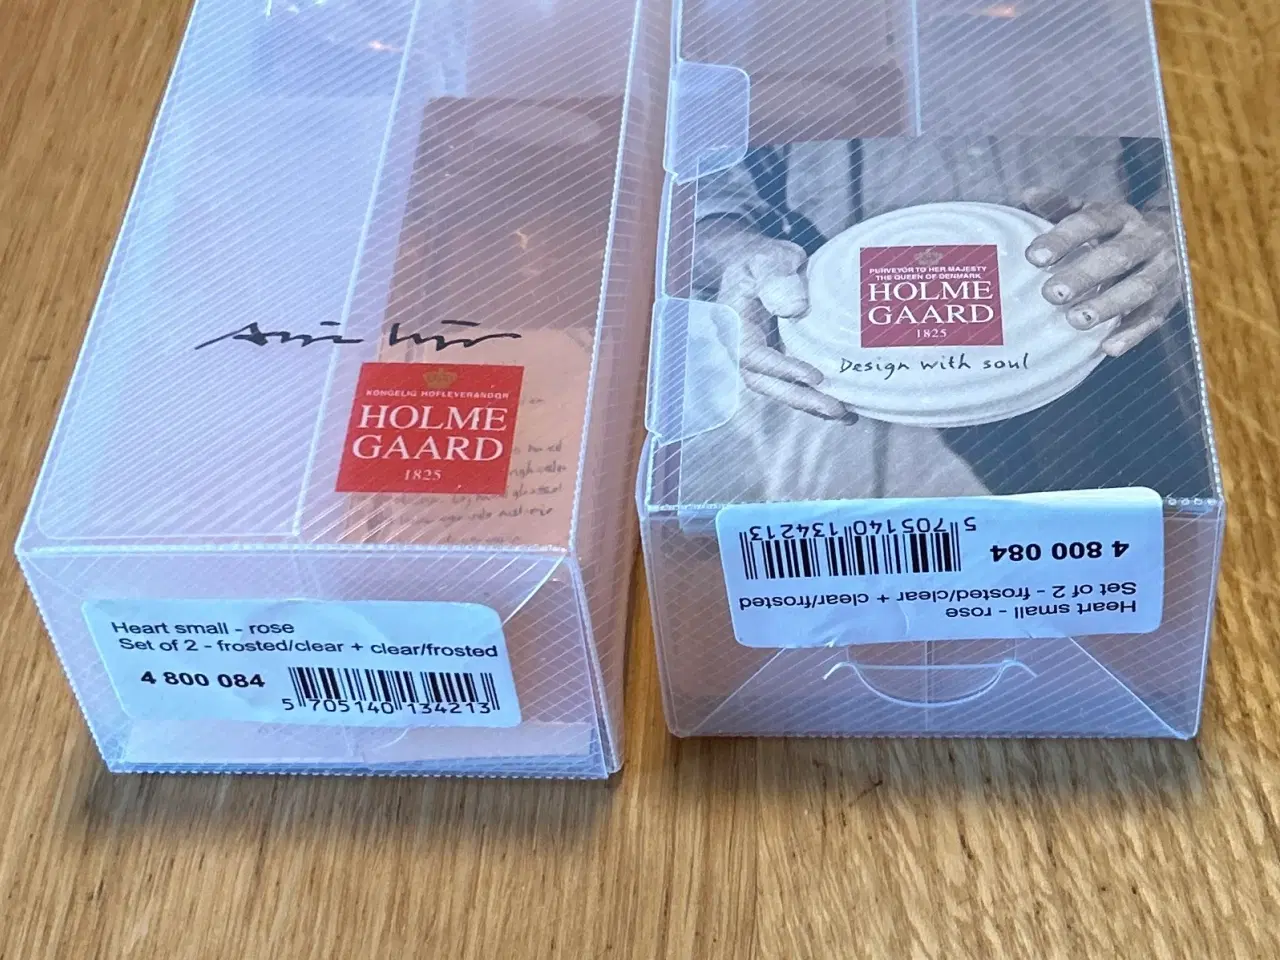 KONGELIG HOFLEVERANDØR
HOLME
GAARD
1825
Heart small - rose
Set of 2 - frosted/clear + clear/frosted
4 800 084
5 705140 134213
PURVEYOR TO HER MAJESTY
THE QUEEN OF DENMARK
HOLME
GAARD
1825
Design with soul
Heart small - rose
Set of 2 - frosted/clear + clear/frosted
4 800 084
5 705140 134213